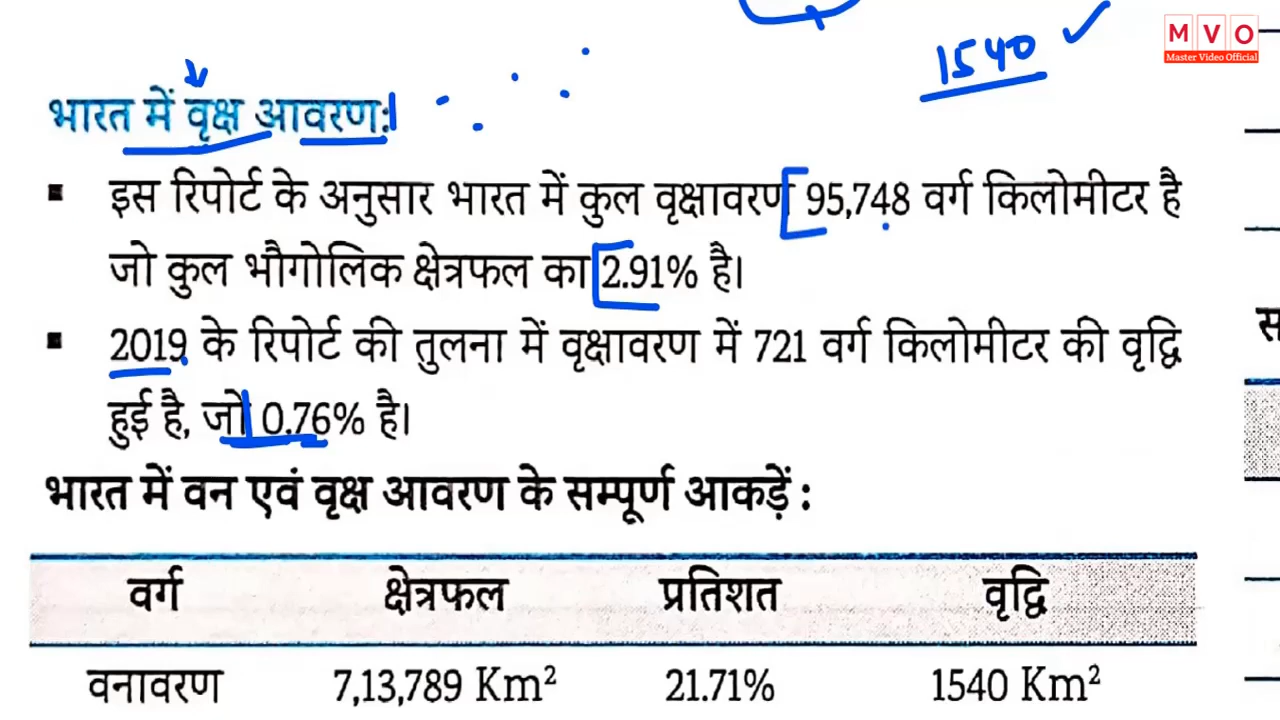 1540
M V O
Master Video Official
भारत में वृक्ष आवरण:
▪ इस रिपोर्ट के अनुसार भारत में कुल वृक्षावरण 95,748 वर्ग किलोमीटर है
जो कुल भौगोलिक क्षेत्रफल का 2.91% है।
▪ 2019 के रिपोर्ट की तुलना में वृक्षावरण में 721 वर्ग किलोमीटर की वृद्दि
हुई है, जो 0.76% है।
भारत में वन एवं वृक्ष आवरण के सम्पूर्ण आकड़ें :
वर्ग क्षेत्रफल प्रतिशत वृद्दि
वनावरण 7,13,789 Km² 21.71% 1540 Km²